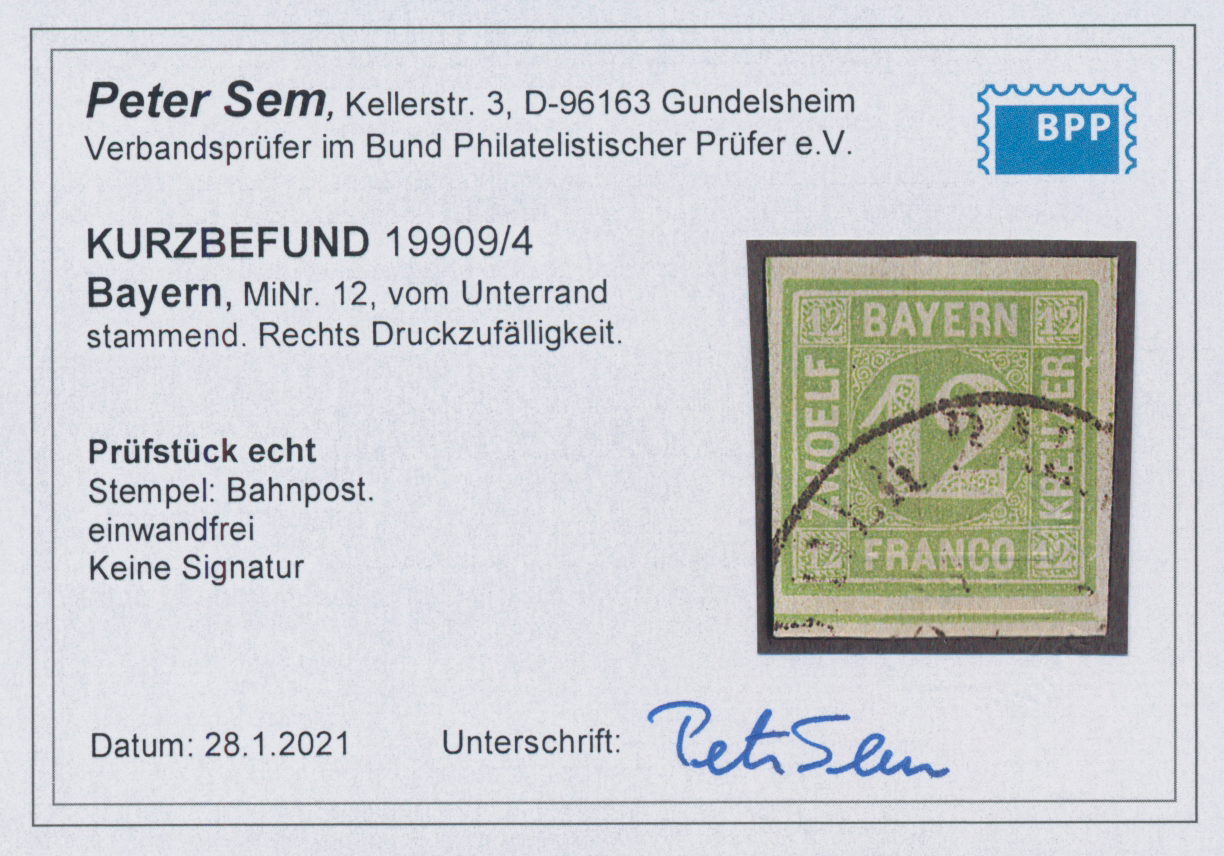 Peter Sem, Kellerstr. 3, D-96163 Gundelsheim
Verbandsprüfer im Bund Philatelistischer Prüfer e.V.
BPP
KURZBEFUND 19909/4
Bayern, MiNr. 12, vom Unterrand
stammend. Rechts Druckzufälligkeit.
Prüfstück echt
Stempel: Bahnpost.
einwandfrei
Keine Signatur
12 BAYERN 12
ZWOELF
12
KREUZER
12 FRANCO 12
Datum: 28.1.2021
Unterschrift: Peter Sem